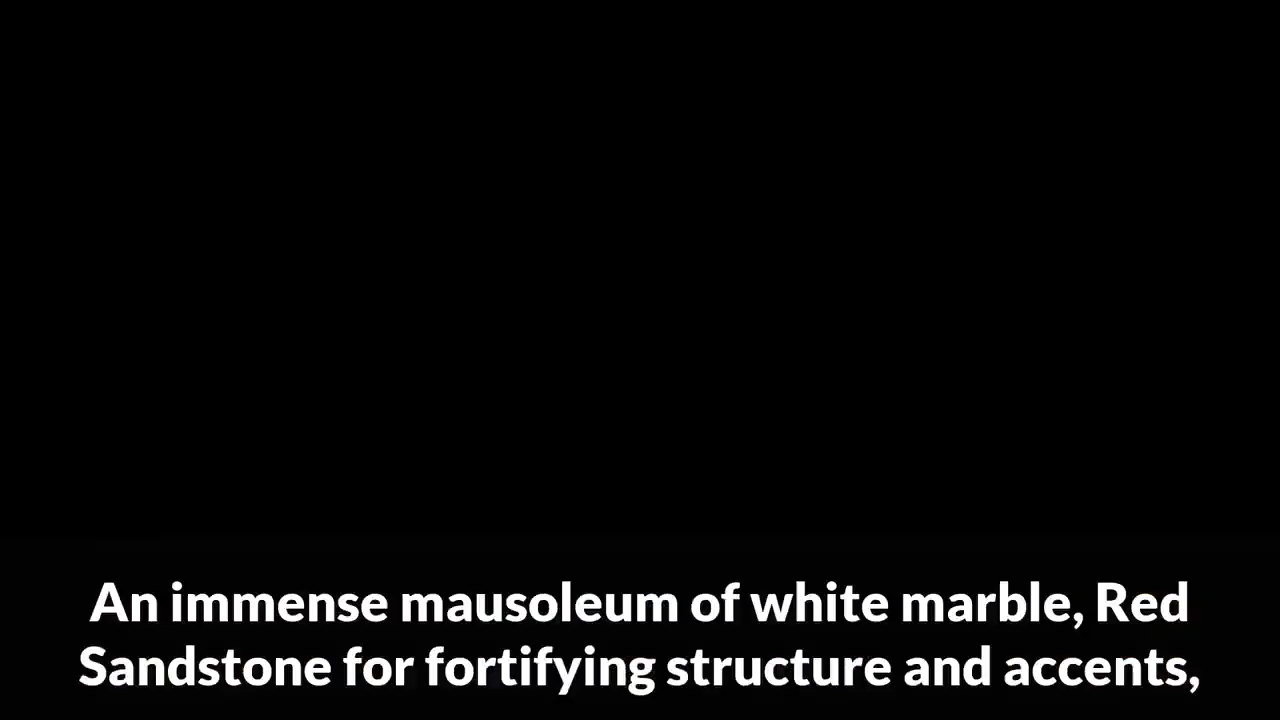 An immense mausoleum of white marble, Red
Sandstone for fortifying structure and accents,